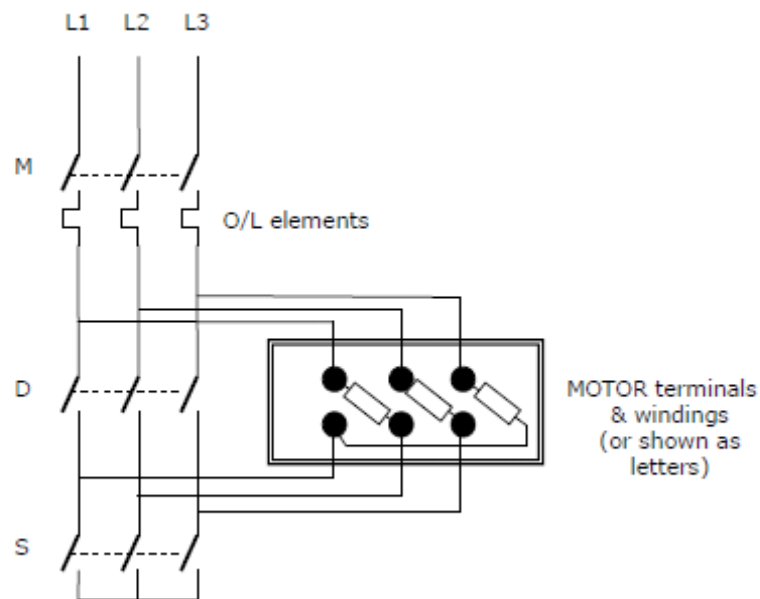 L1 L2 L3
M
O/L elements
D
MOTOR terminals
& windings
(or shown as
letters)
S